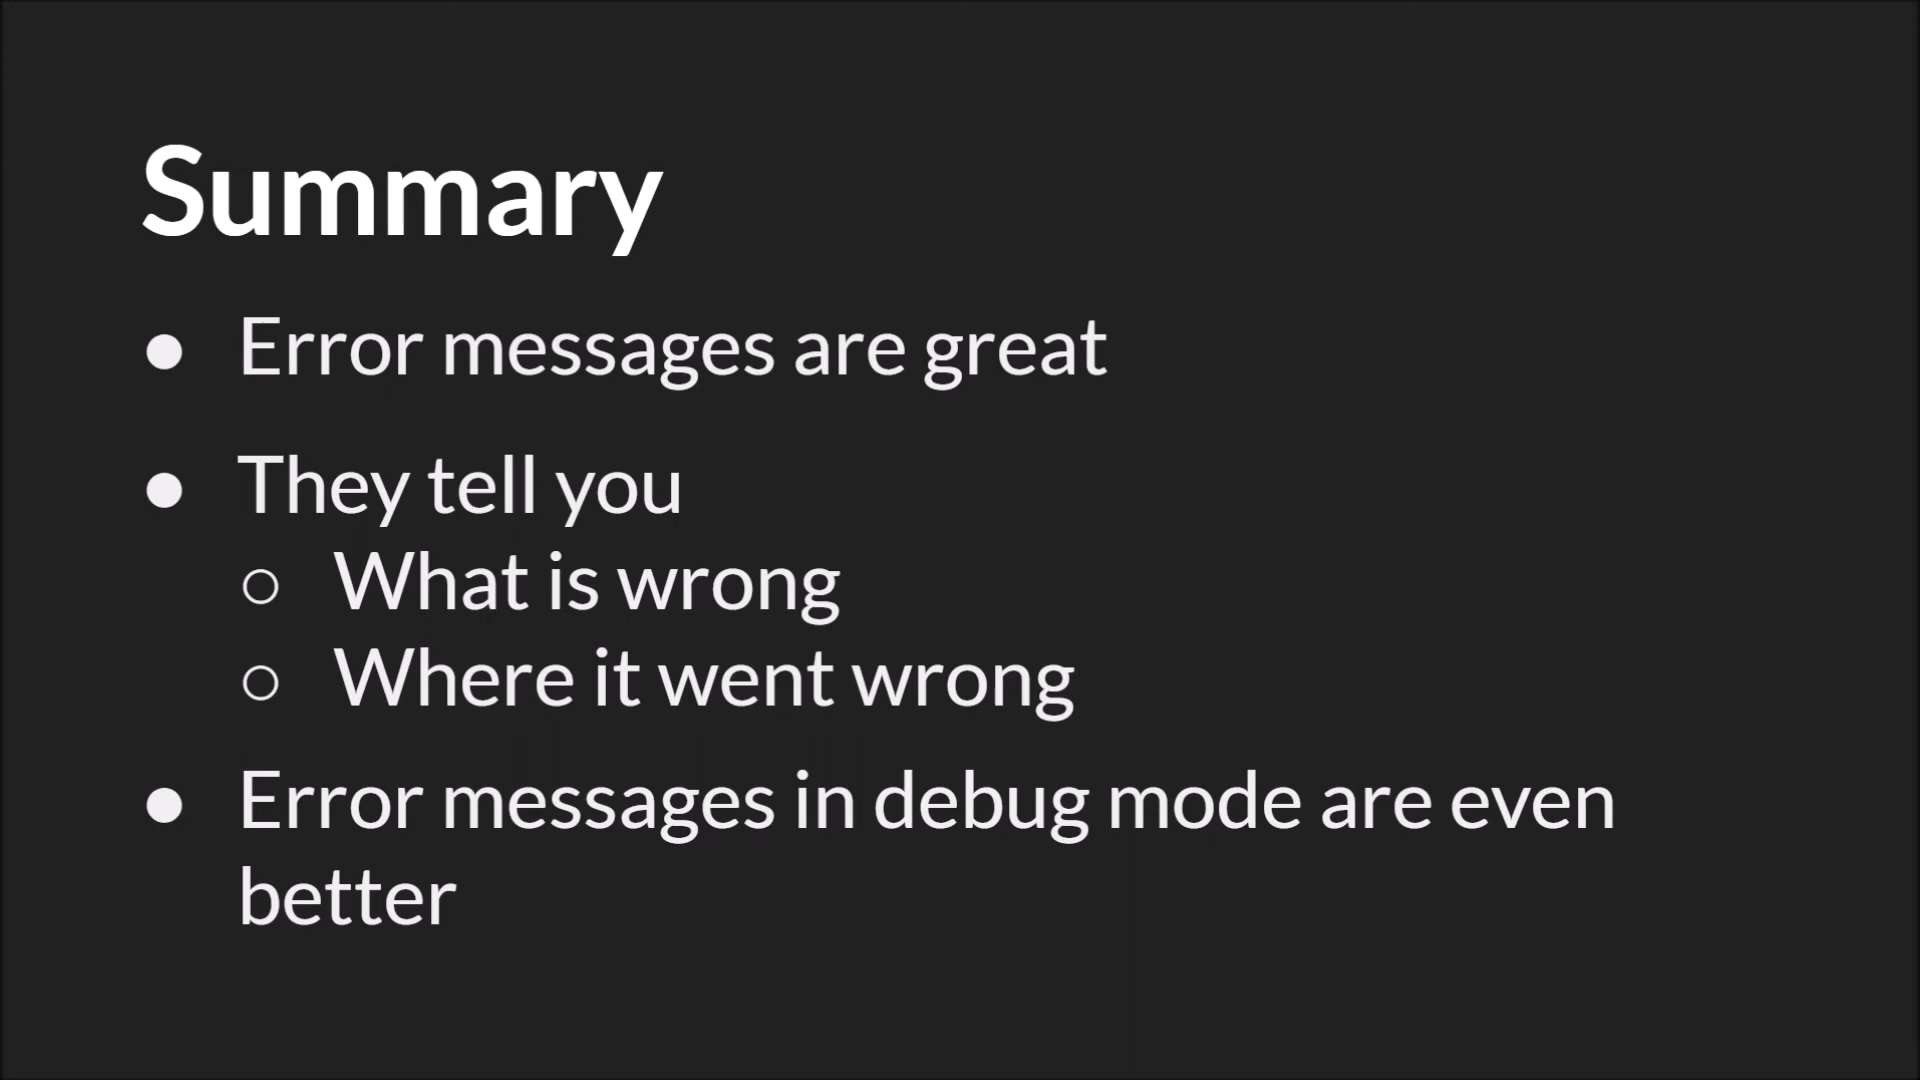 Summary
● Error messages are great
● They tell you
○ What is wrong
○ Where it went wrong
● Error messages in debug mode are even
better